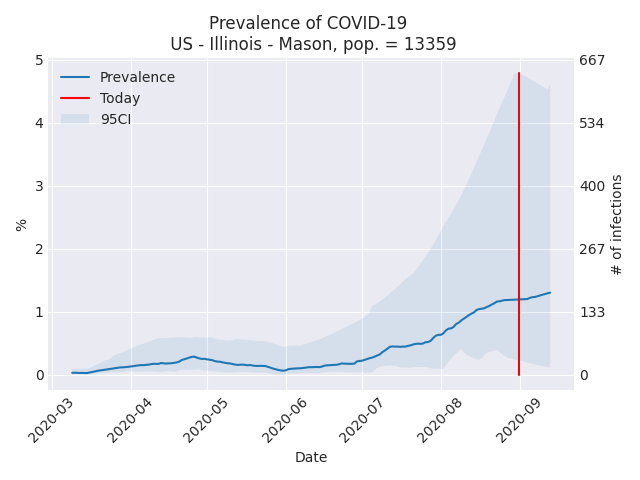 Prevalence of COVID-19
US - Illinois - Mason, pop. = 13359
Prevalence
Today
95CI
5
4
3
2
1
0
%
667
534
400
267
133
0
# of infections
2020-03
2020-04
2020-05
2020-06
2020-07
2020-08
2020-09
Date